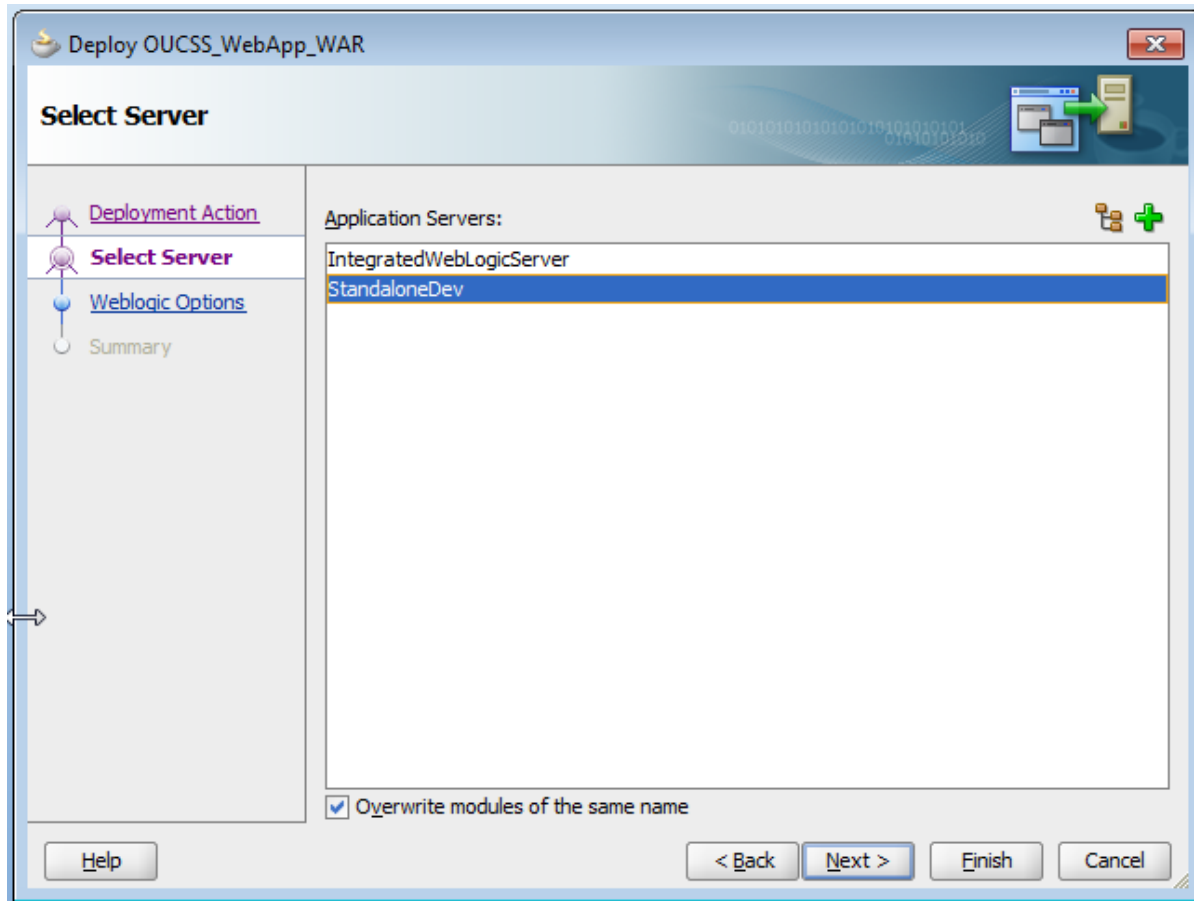 Deploy OUCSS_WebApp_WAR
Select Server
Deployment Action
Select Server
Weblogic Options
Summary
Application Servers:
IntegratedWebLogicServer
StandaloneDev
Overwrite modules of the same name
Help
< Back
Next >
Finish
Cancel